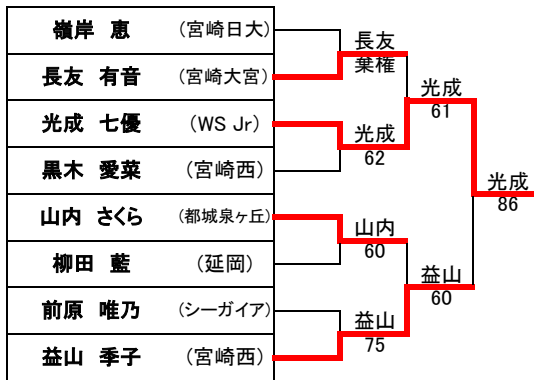 嶺岸 恵 (宮崎日大)
長友 有音 (宮崎大宮)
光成 七優 (WS Jr)
黒木 愛菜 (宮崎西)
山内 さくら (都城泉ヶ丘)
柳田 藍 (延岡)
前原 唯乃 (シーガイア)
益山 季子 (宮崎西)
長友
棄権
光成
62
山内
60
益山
75
光成
61
益山
60
光成
86